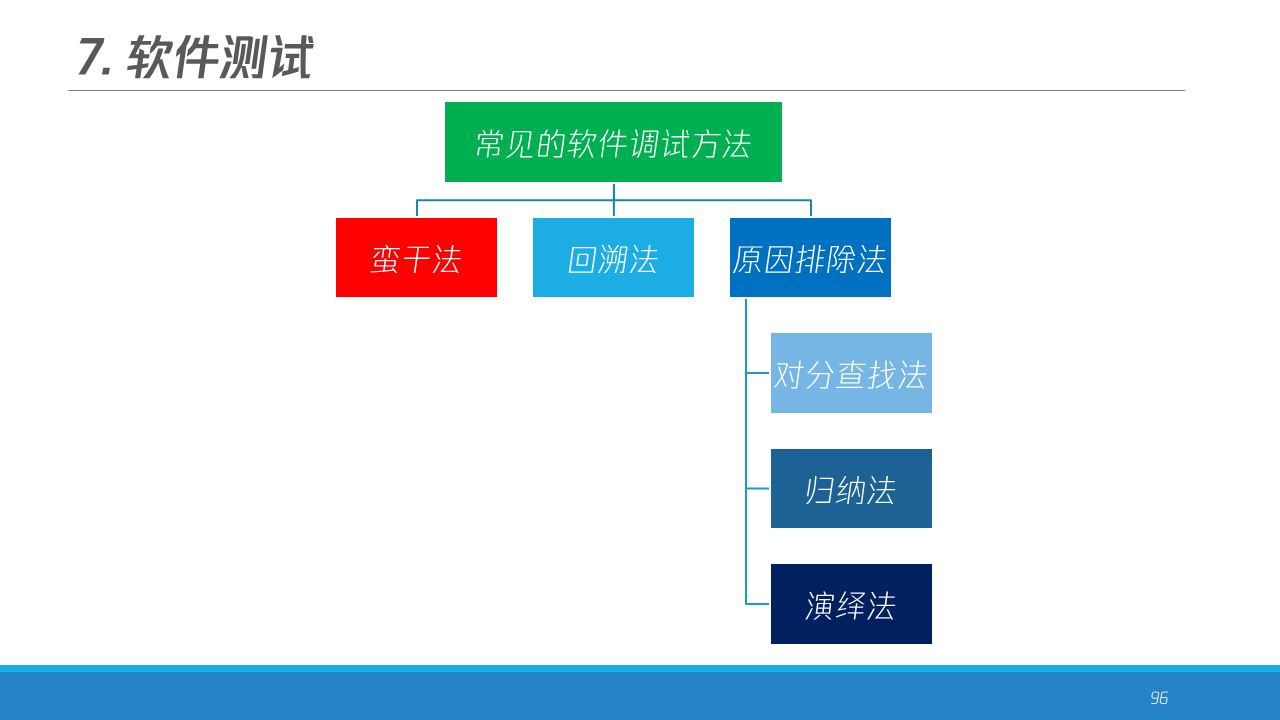 7. 软件测试
常见的软件调试方法
蛮干法
回溯法
原因排除法
对分查找法
归纳法
演绎法
96